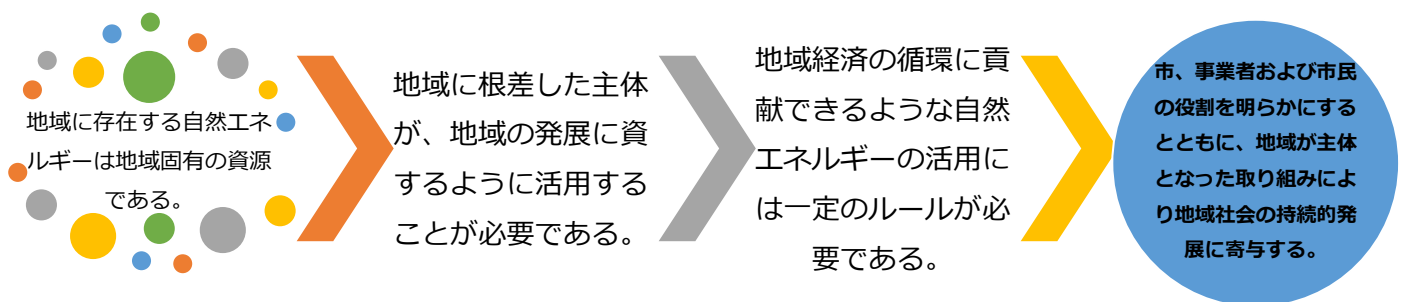 地域に存在する自然エネ
ルギーは地域固有の資源
である。
地域に根差した主体
が、地域の発展に資
するように活用する
ことが必要である。
地域経済の循環に貢
献できるような自然
エネルギーの活用に
は一定のルールが必
要である。
市、事業者および市民
の役割を明らかにする
とともに、地域が主体
となった取り組みによ
り地域社会の持続的発
展に寄与する。